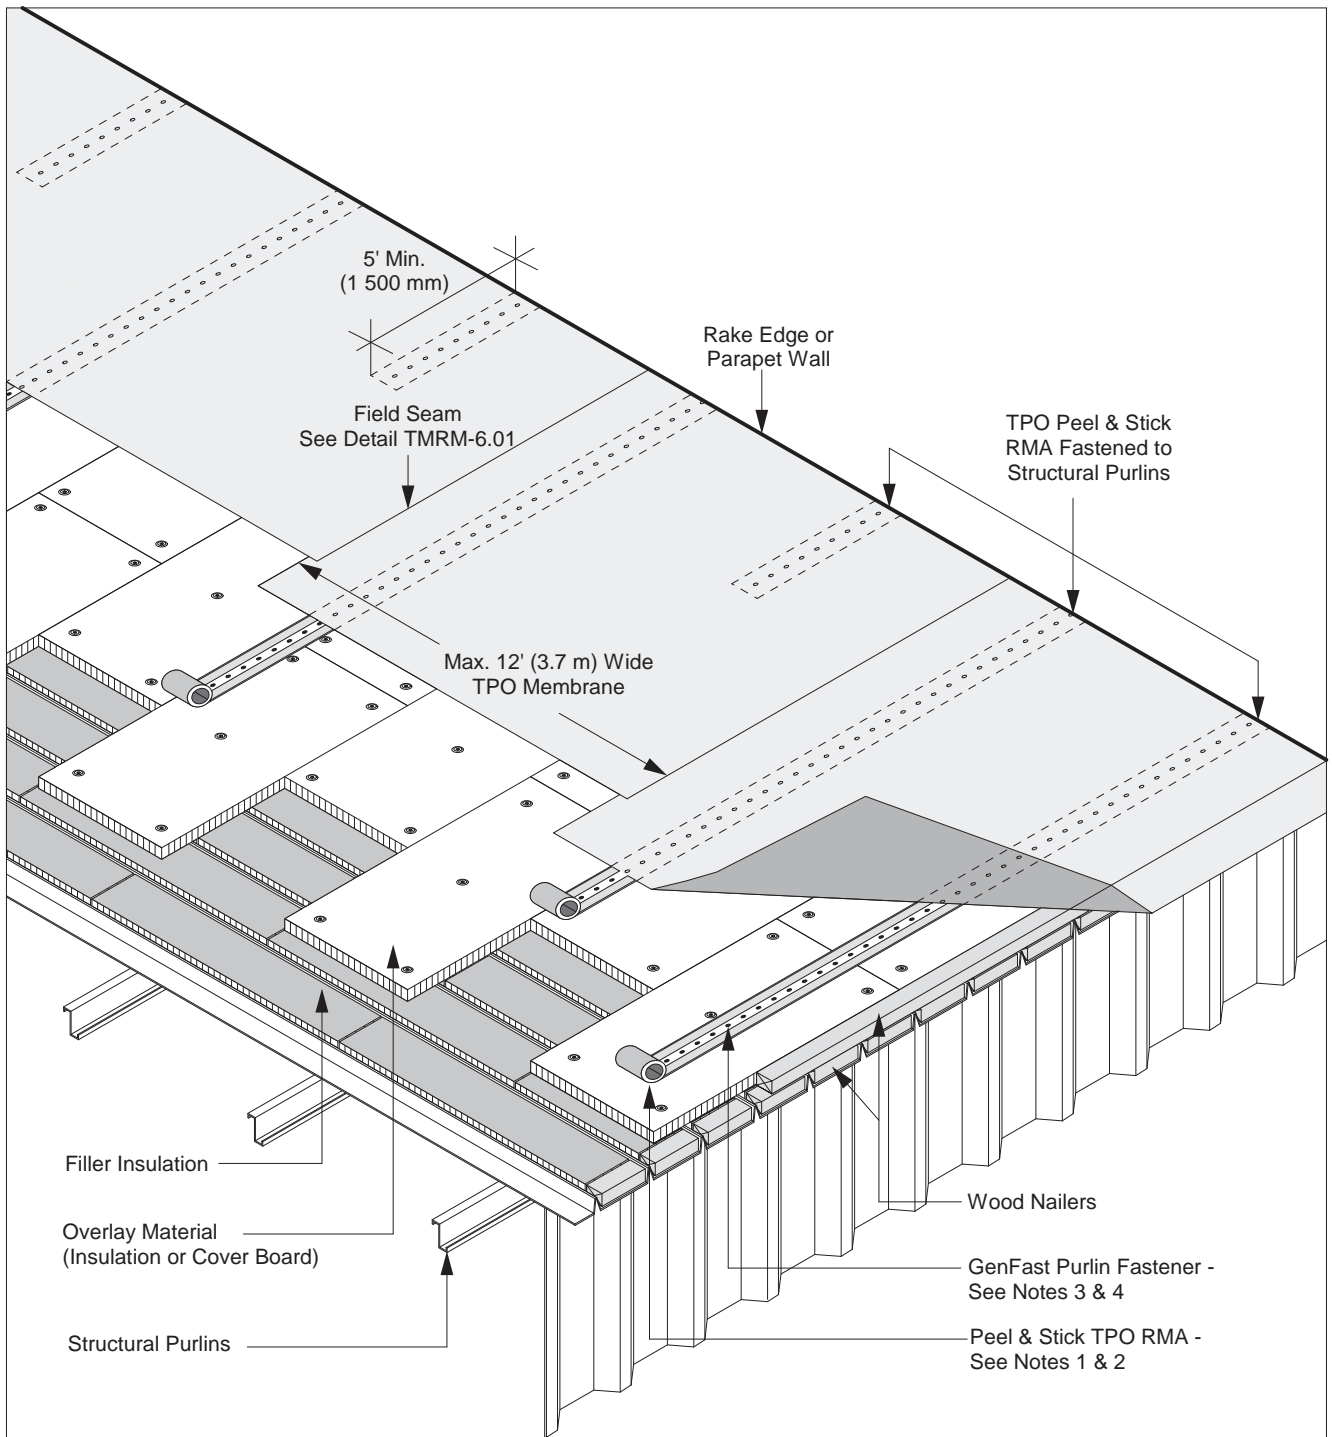 5' Min.
(1 500 mm)
Rake Edge or
Parapet Wall
Field Seam
See Detail TMRM-6.01
TPO Peel & Stick
RMA Fastened to
Structural Purlins
Max. 12' (3.7 m) Wide
TPO Membrane
Filler Insulation
Overlay Material
(Insulation or Cover Board)
Structural Purlins
Wood Nailers
GenFast Purlin Fastener -
See Notes 3 & 4
Peel & Stick TPO RMA -
See Notes 1 & 2